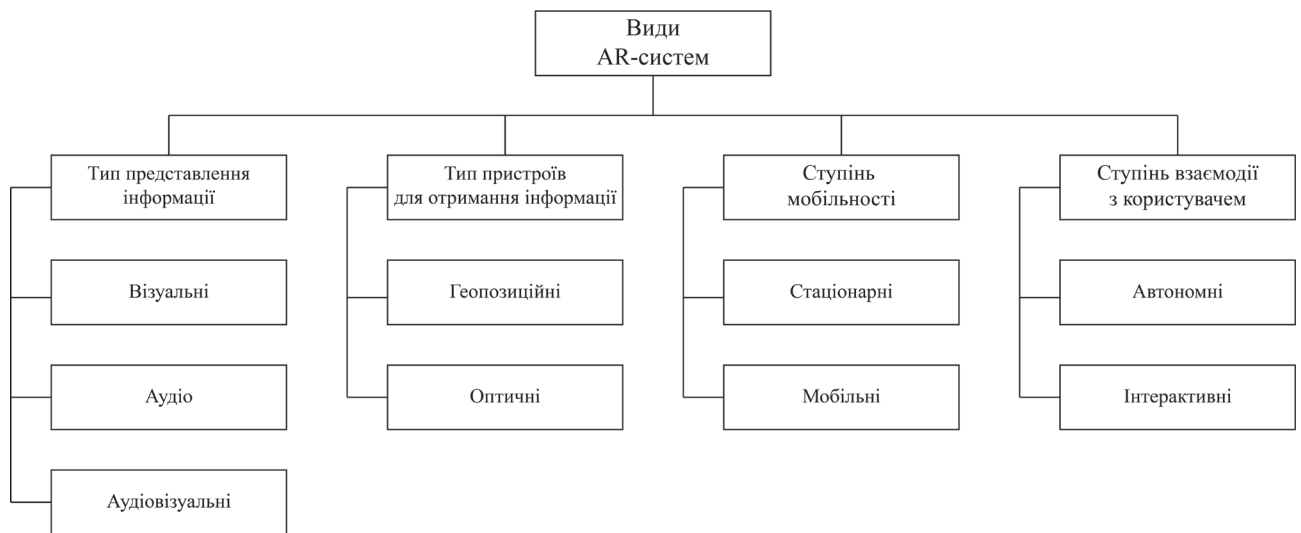 Види
AR-систем
Тип представлення
інформації
Візуальні
Аудіо
Аудіовізуальні
Тип пристроїв
для отримання інформації
Геопозиційні
Оптичні
Ступінь
мобільності
Стаціонарні
Мобільні
Ступінь взаємодії
з користувачем
Автономні
Інтерактивні